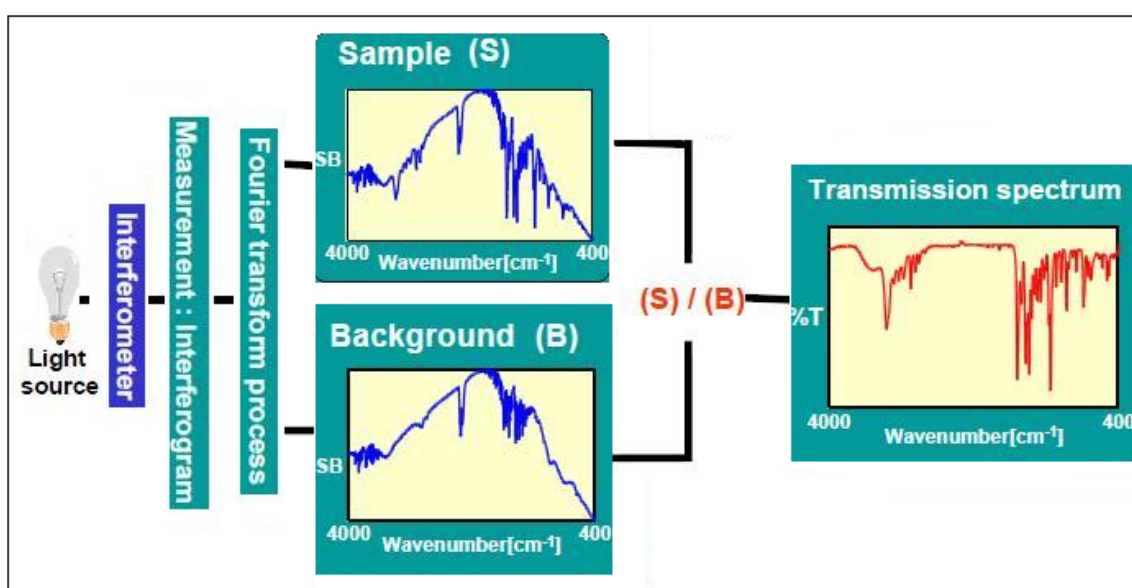 Light
source
Interferometer
Measurement : Interferogram
Fourier transform process
Sample (S)
SB
4000
400
Wavenumber[cm-1]
Background (B)
SB
4000
400
Wavenumber[cm-1]
(S) / (B)
Transmission spectrum
%T
4000
400
Wavenumber[cm-1]